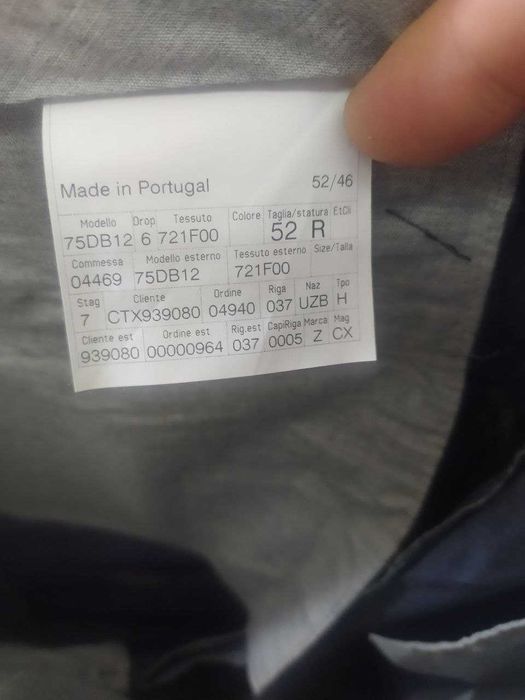 Made in Portugal 52/46
Modello Drop Tessuto Colore Taglia/statura EtCli
75DB12 6 721F00 52 R
Commessa Modello esterno Tessuto esterno Size/Talla
04469 75DB12 721F00
Stag Cliente Ordine Riga Naz Tpo
7 CTX939080 04940 037 UZB H
Cliente est Ordine est Rig.est CapiRiga Marca Mag
939080 00000964 037 0005 Z CX